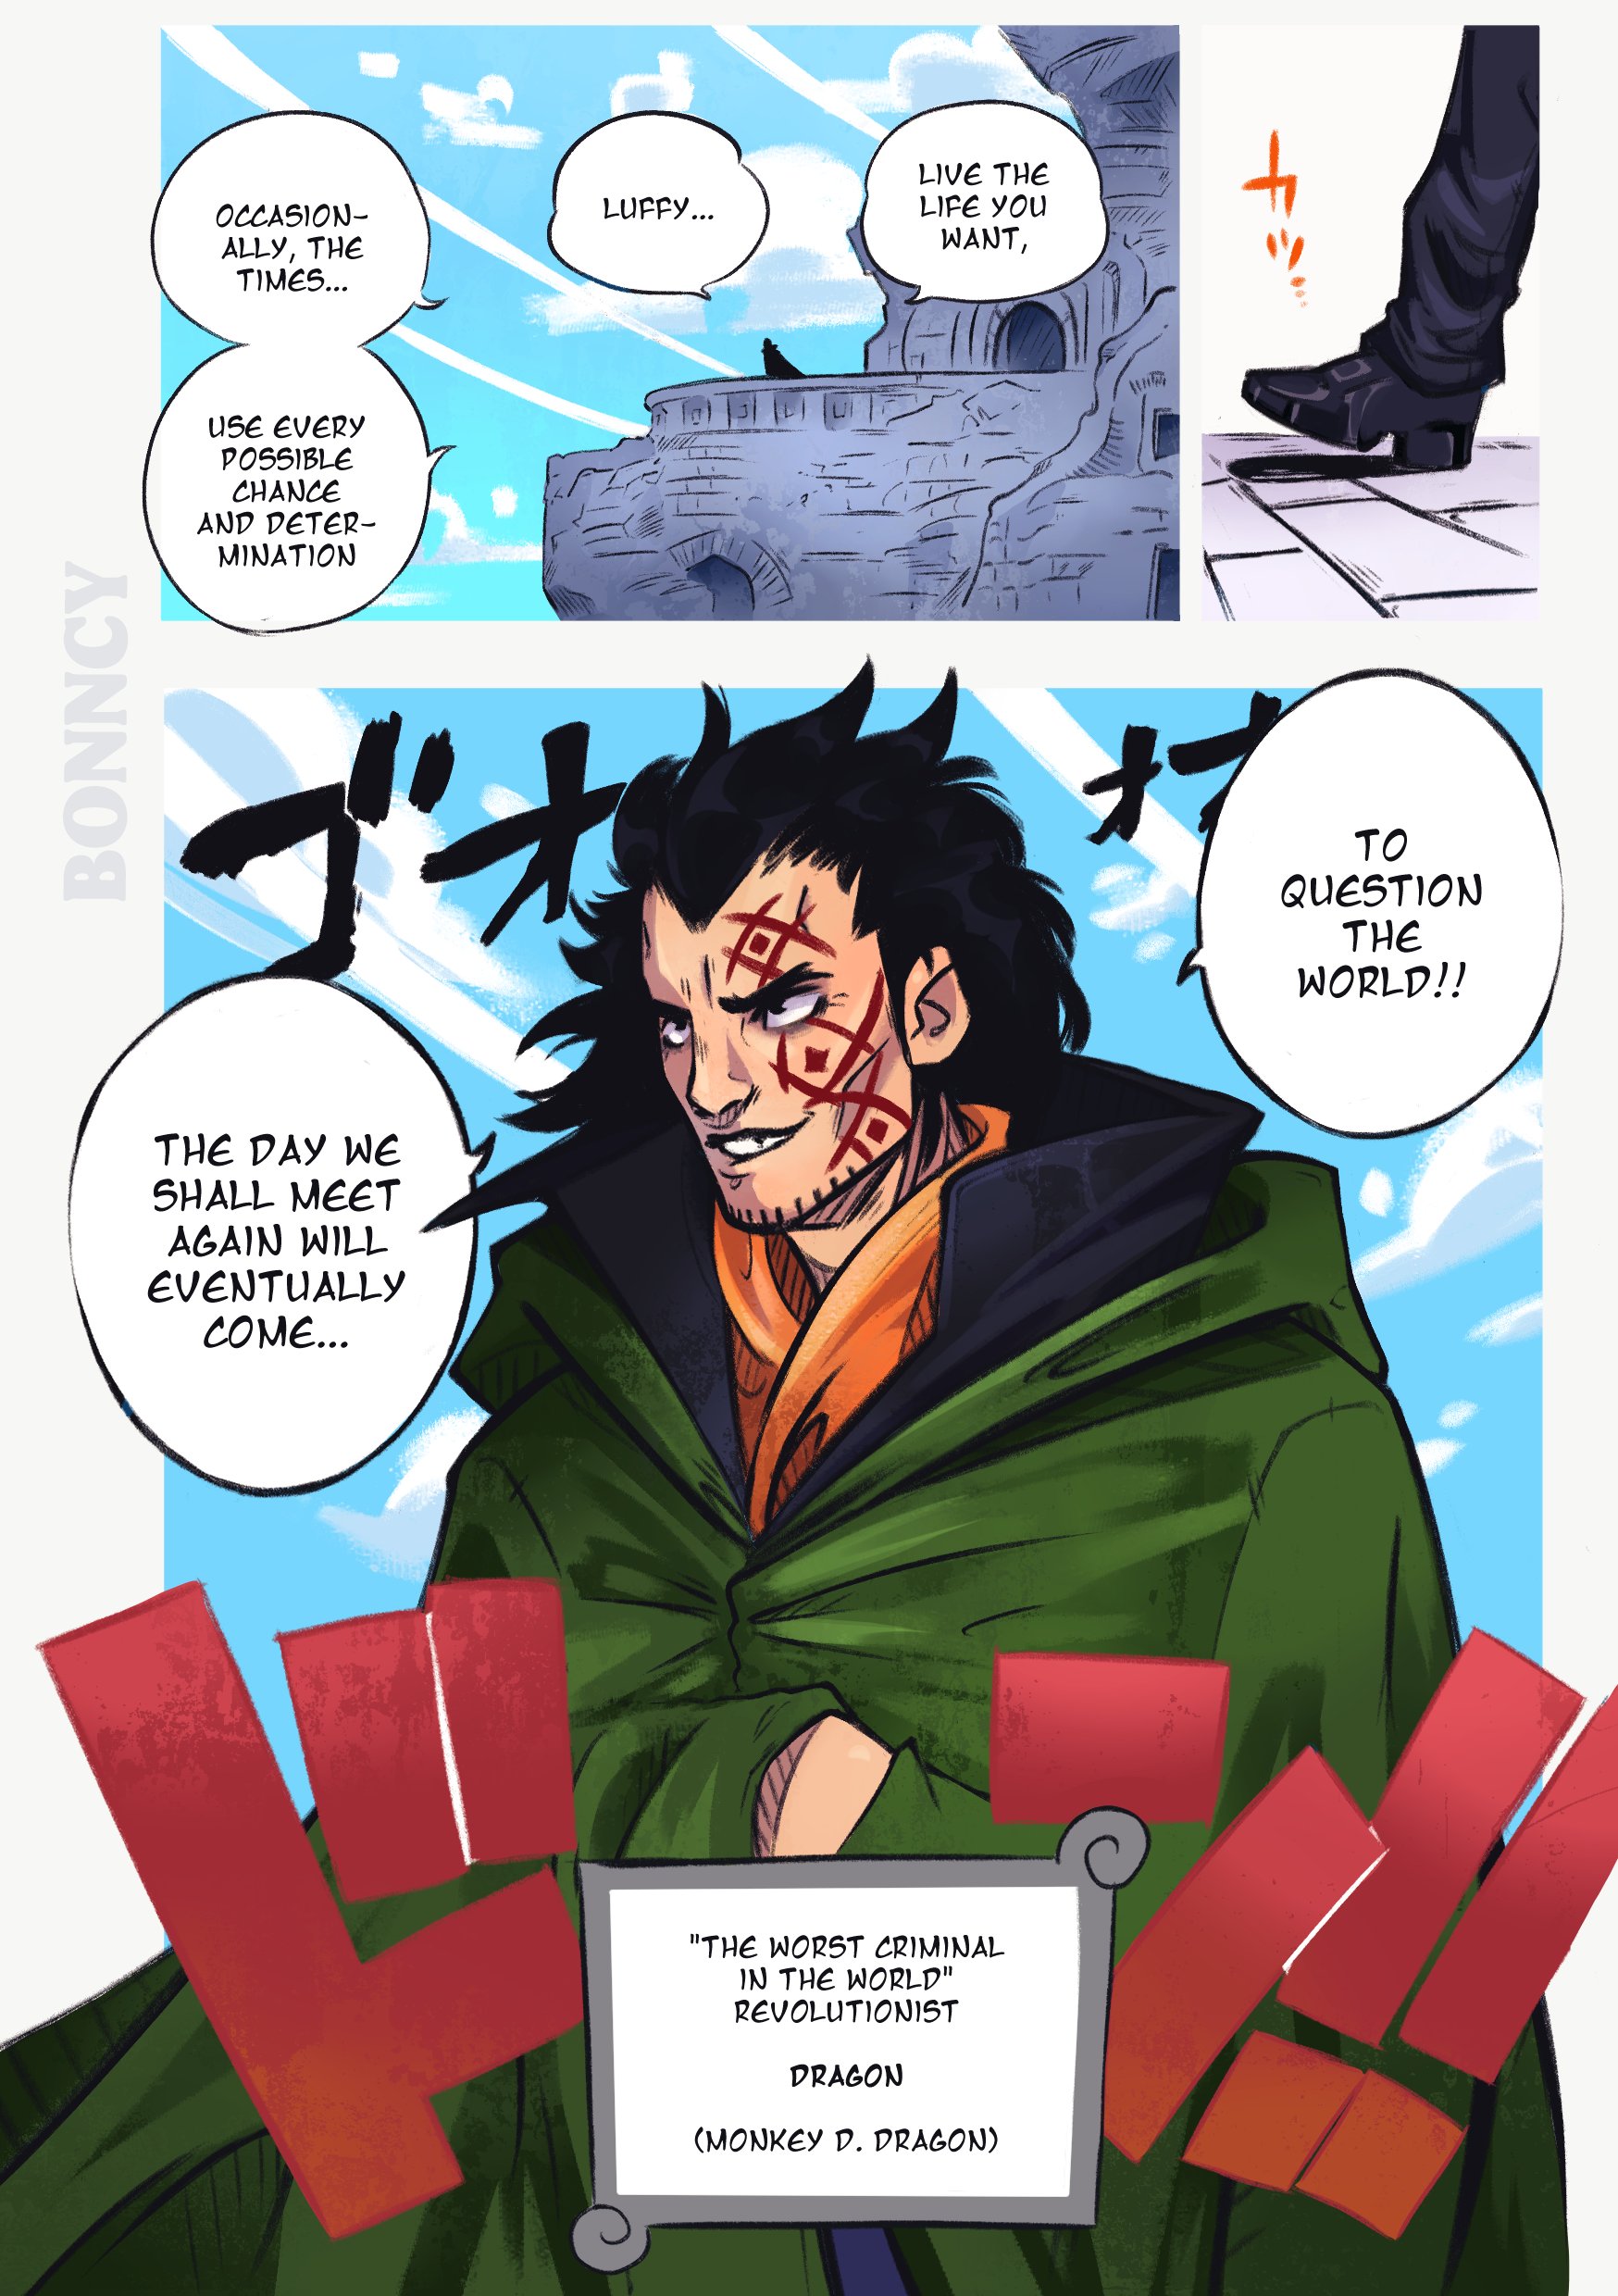 カッ
LIVE THE
LIFE YOU
WANT,
LUFFY...
OCCASION-
ALLY, THE
TIMES...
USE EVERY
POSSIBLE
CHANCE
AND DETER-
MINATION
TO
QUESTION
THE
WORLD!!
ゴオォオ
THE DAY WE
SHALL MEET
AGAIN WILL
EVENTUALLY
COME...
ドン!!
"THE WORST CRIMINAL
IN THE WORLD"
REVOLUTIONIST
DRAGON
(MONKEY D. DRAGON)
BONNCY